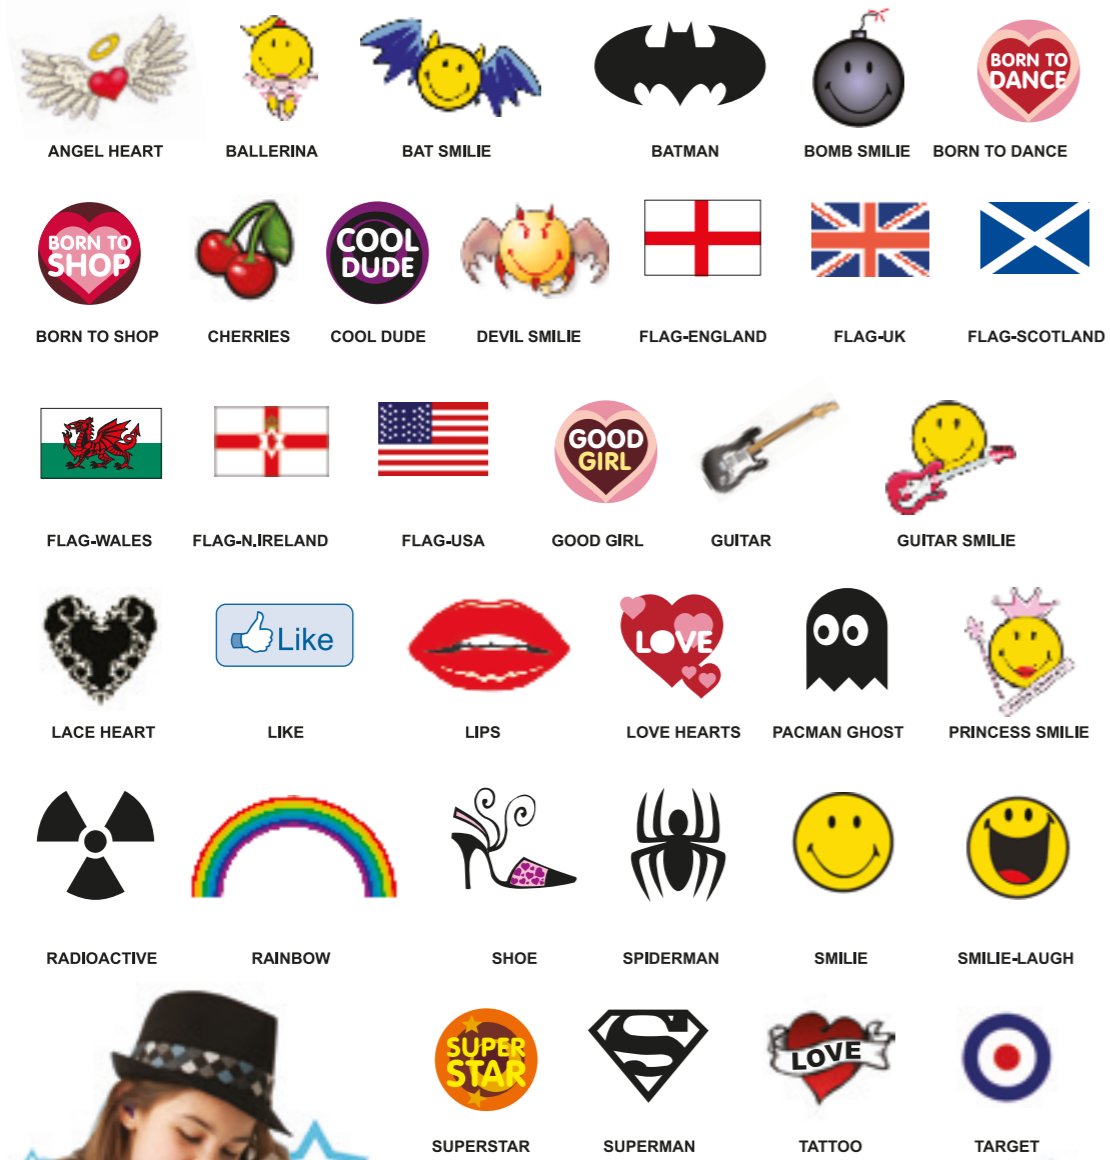 BORN TO
DANCE
ANGEL HEART BALLERINA BAT SMILIE BATMAN BOMB SMILIE BORN TO DANCE
BORN TO
SHOP
COOL
DUDE
BORN TO SHOP CHERRIES COOL DUDE DEVIL SMILIE FLAG-ENGLAND FLAG-UK FLAG-SCOTLAND
GOOD
GIRL
FLAG-WALES FLAG-N.IRELAND FLAG-USA GOOD GIRL GUITAR GUITAR SMILIE
Like
LOVE
LACE HEART LIKE LIPS LOVE HEARTS PACMAN GHOST PRINCESS SMILIE
RADIOACTIVE RAINBOW SHOE SPIDERMAN SMILIE SMILIE-LAUGH
SUPER
STAR
S
LOVE
SUPERSTAR SUPERMAN TATTOO TARGET